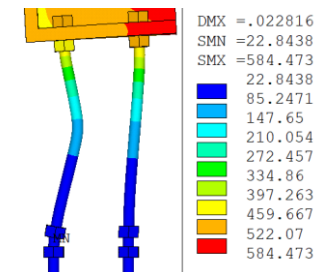 DMX =.022816
SMN =22.8438
SMX =584.473
22.8438
85.2471
147.65
210.054
272.457
334.86
397.263
459.667
522.07
584.473
MN